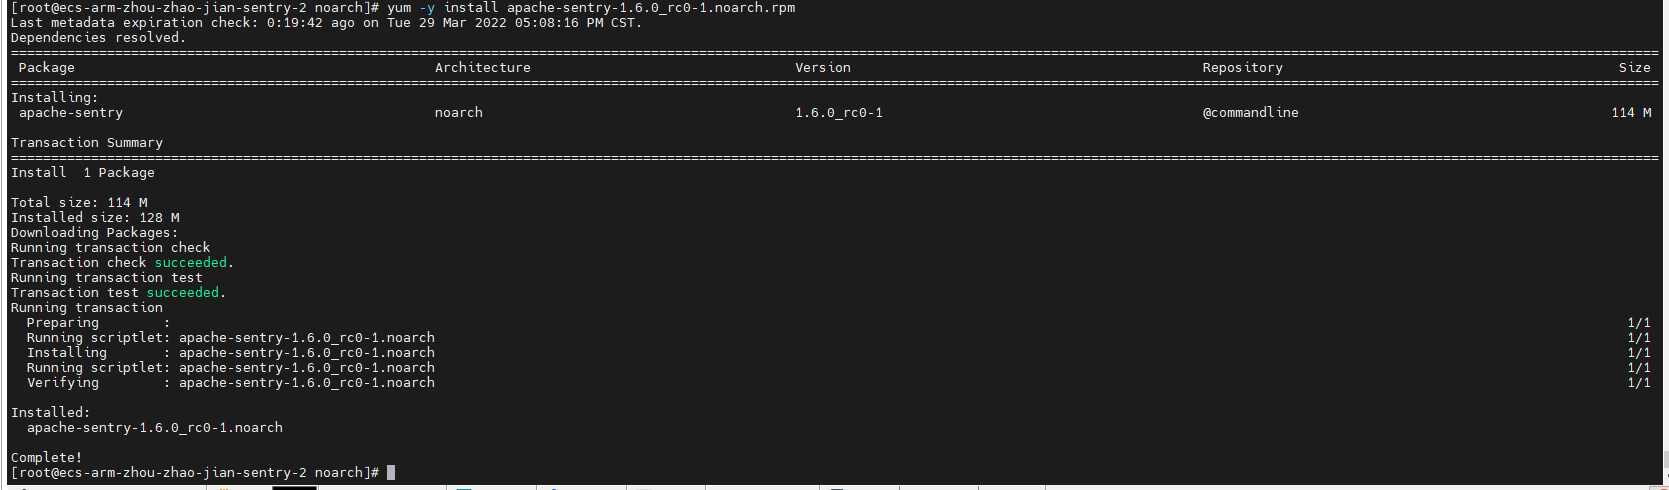 [root@ecs-arm-zhou-zhao-jian-sentry-2 noarch]# yum -y install apache-sentry-1.6.0_rc0-1.noarch.rpm
Last metadata expiration check: 0:19:42 ago on Tue 29 Mar 2022 05:08:16 PM CST.
Dependencies resolved.
Package Architecture Version Repository Size
Installing:
apache-sentry noarch 1.6.0_rc0-1 @commandline 114 M
Transaction Summary
Install 1 Package
Total size: 114 M
Installed size: 128 M
Downloading Packages:
Running transaction check
Transaction check succeeded.
Running transaction test
Transaction test succeeded.
Running transaction
Preparing : 1/1
Running scriptlet: apache-sentry-1.6.0_rc0-1.noarch 1/1
Installing : apache-sentry-1.6.0_rc0-1.noarch 1/1
Running scriptlet: apache-sentry-1.6.0_rc0-1.noarch 1/1
Verifying : apache-sentry-1.6.0_rc0-1.noarch 1/1
Installed:
apache-sentry-1.6.0_rc0-1.noarch
Complete!
[root@ecs-arm-zhou-zhao-jian-sentry-2 noarch]#